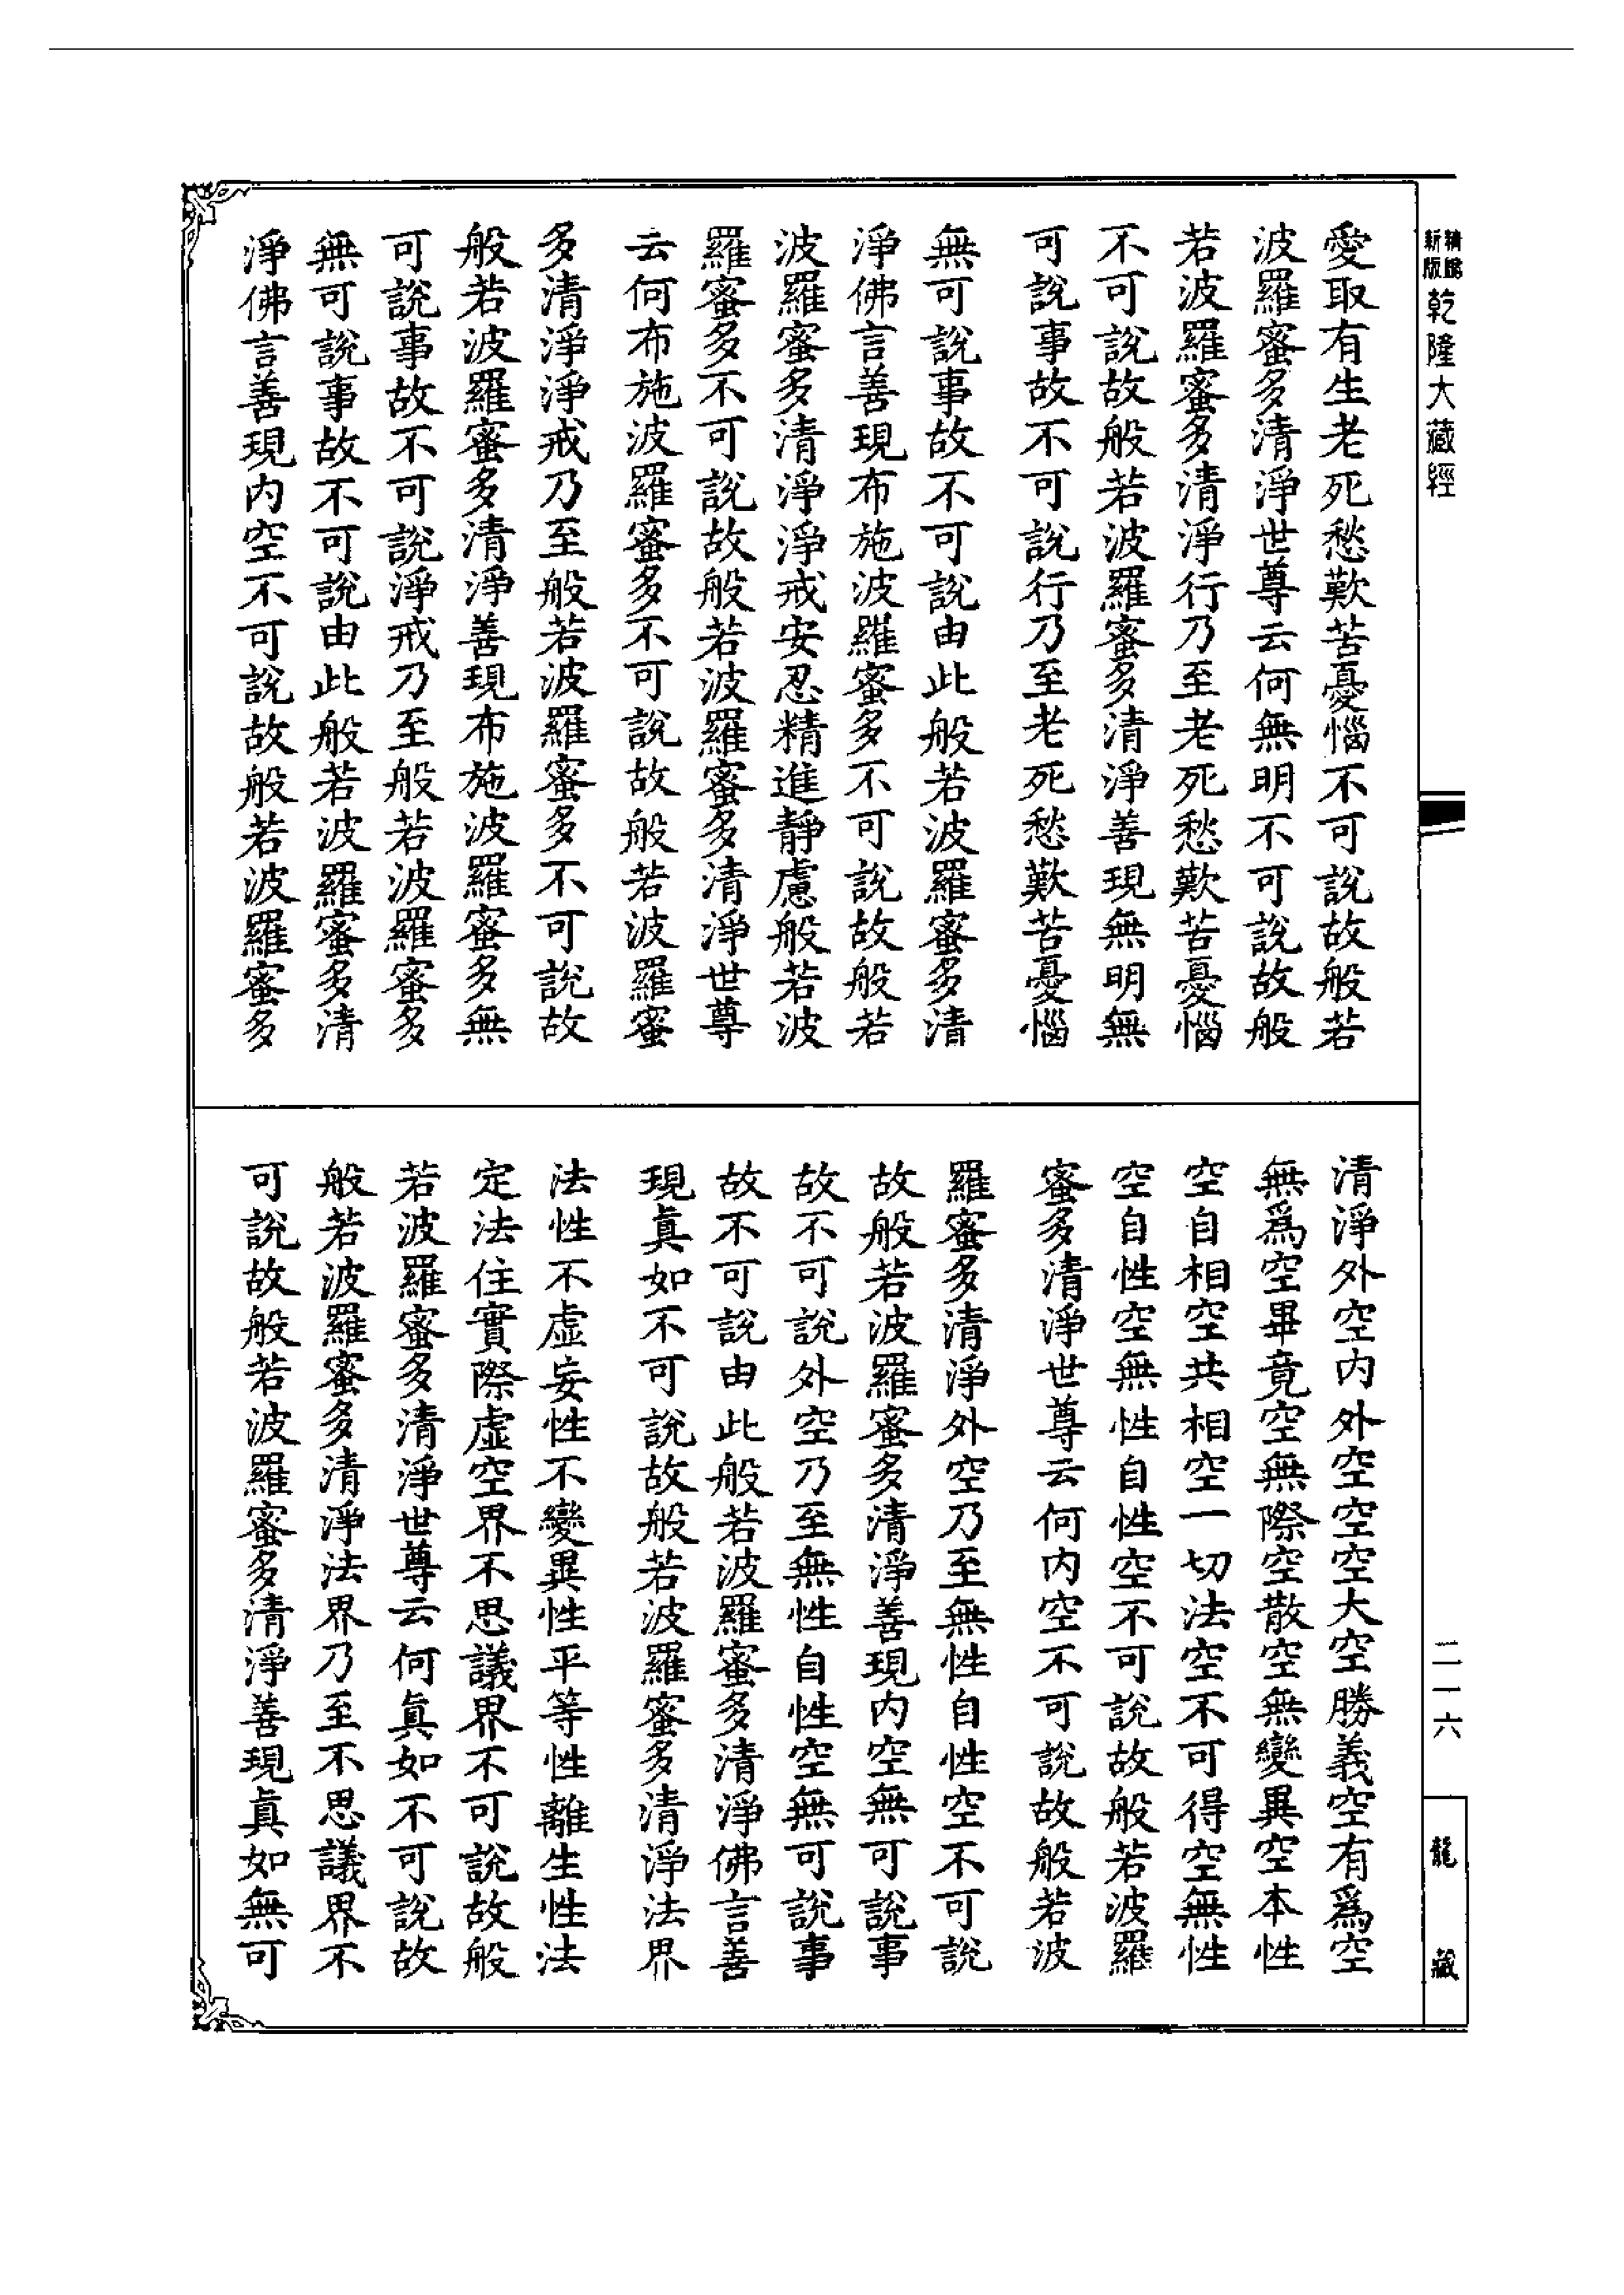 精雕新版乾隆大藏經
愛取有生老死愁歎苦憂惱不可說故般若
波羅蜜多清淨世尊云何無明不可說故般
若波羅蜜多清淨行乃至老死愁歎苦憂惱
不可說故般若波羅蜜多清淨善現無明無
可說事故不可說行乃至老死愁歎苦憂惱
無可說事故不可說由此般若波羅蜜多清
淨佛言善現布施波羅蜜多不可說故般若
波羅蜜多清淨淨戒安忍精進靜慮般若波
羅蜜多不可說故般若波羅蜜多清淨世尊
云何布施波羅蜜多不可說故般若波羅蜜
多清淨淨戒乃至般若波羅蜜多不可說故
般若波羅蜜多清淨善現布施波羅蜜多無
可說事故不可說淨戒乃至般若波羅蜜多
無可說事故不可說由此般若波羅蜜多清
淨佛言善現內空不可說故般若波羅蜜多
清淨外空內外空空空大空勝義空有為空
無為空畢竟空無際空散空無變異空本性
空自相空共相空一切法空不可得空無性
空自性空無性自性空不可說故般若波羅
蜜多清淨世尊云何內空不可說故般若波
羅蜜多清淨外空乃至無性自性空不可說
故般若波羅蜜多清淨善現內空無可說事
故不可說外空乃至無性自性空無可說事
故不可說由此般若波羅蜜多清淨佛言善
現真如不可說故般若波羅蜜多清淨法界
法性不虛妄性不變異性平等性離生性法
定法住實際虛空界不思議界不可說故般
若波羅蜜多清淨世尊云何真如不可說故
般若波羅蜜多清淨法界乃至不思議界不
可說故般若波羅蜜多清淨善現真如無可
二一六
龍藏